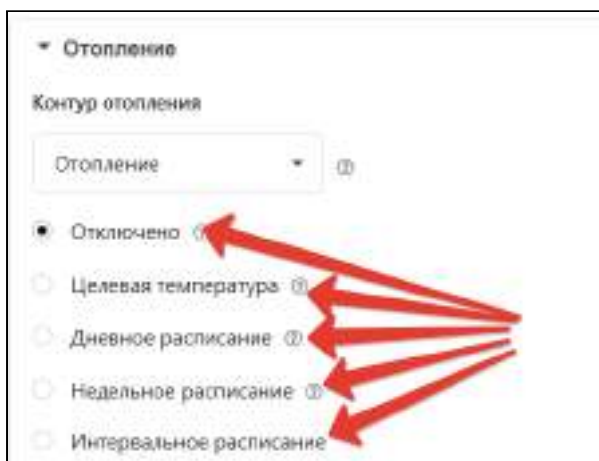 Отопление
Контур отопления
Отопление
Отключено
Целевая температура
Дневное расписание
Недельное расписание
Интервальное расписание